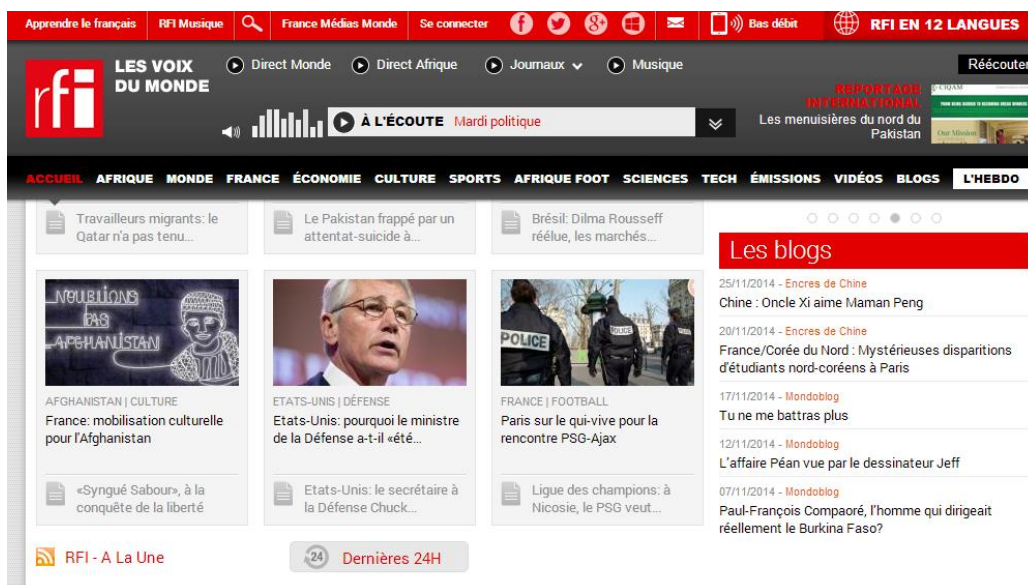 Apprendre le français RFI Musique France Médias Monde Se connecter Bas débit RFI EN 12 LANGUES
rfi
LES VOIX
DU MONDE
Direct Monde Direct Afrique Journaux Musique
Réécouter
À L'ÉCOUTE Mardi politique
REPORTAGE
INTERNATIONAL
Les menuisières du nord du
Pakistan
CIQAM
Our Mission
ACCUEIL AFRIQUE MONDE FRANCE ÉCONOMIE CULTURE SPORTS AFRIQUE FOOT SCIENCES TECH ÉMISSIONS VIDÉOS BLOGS L'HEBDO
Travailleurs migrants: le
Qatar n'a pas tenu...
Le Pakistan frappé par un
attentat-suicide à...
Brésil: Dilma Rousseff
réélue, les marchés...
NOUBLIONS
PAS
AFGHANISTAN
AFGHANISTAN | CULTURE
France: mobilisation culturelle
pour l'Afghanistan
«Syngué Sabour», à la
conquête de la liberté
ETATS-UNIS | DÉFENSE
Etats-Unis: pourquoi le ministre
de la Défense a-t-il «été...
Etats-Unis: le secrétaire à
la Défense Chuck...
POLICE
POLICE
FRANCE | FOOTBALL
Paris sur le qui-vive pour la
rencontre PSG-Ajax
Ligue des champions: à
Nicosie, le PSG veut...
Les blogs
25/11/2014 - Encres de Chine
Chine : Oncle Xi aime Maman Peng
20/11/2014 - Encres de Chine
France/Corée du Nord : Mystérieuses disparitions
d'étudiants nord-coréens à Paris
17/11/2014 - Mondoblog
Tu ne me battras plus
12/11/2014 - Mondoblog
L'affaire Péan vue par le dessinateur Jeff
07/11/2014 - Mondoblog
Paul-François Compaoré, l'homme qui dirigeait
réellement le Burkina Faso?
RFI - A La Une
24 Dernières 24H